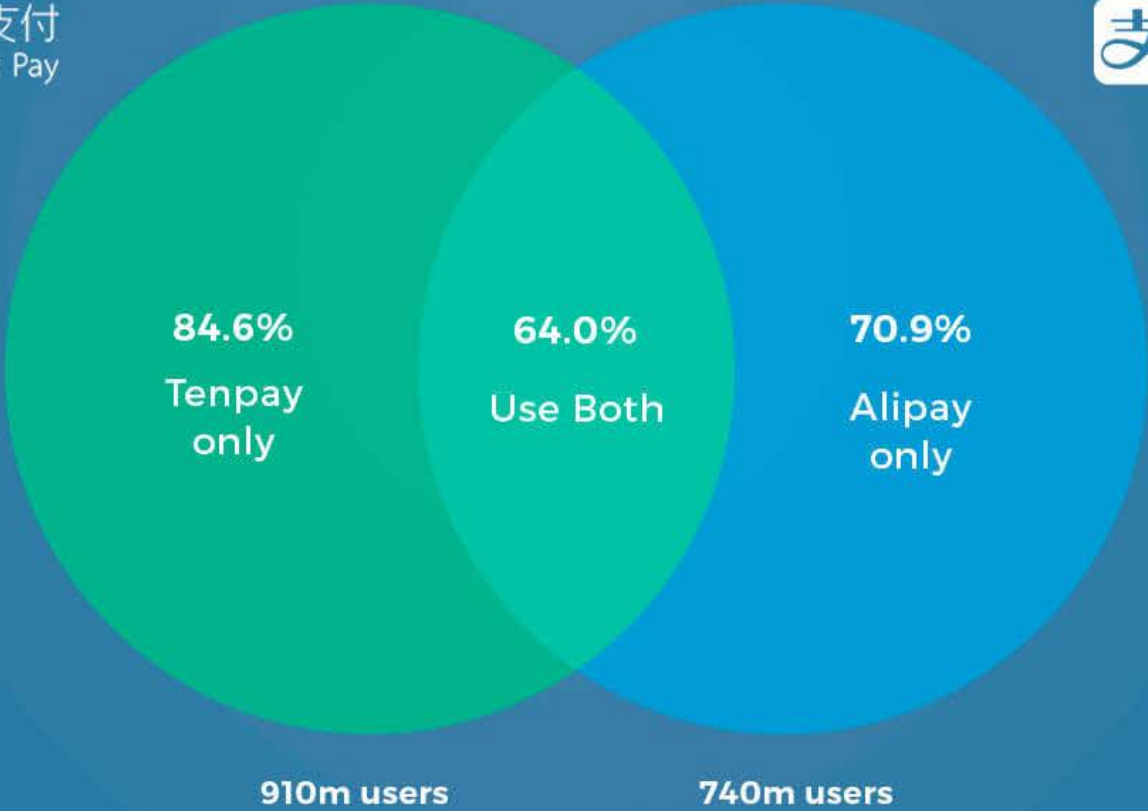 支付
Pay
84.6%
Tenpay
only
64.0%
Use Both
70.9%
Alipay
only
910m users
740m users